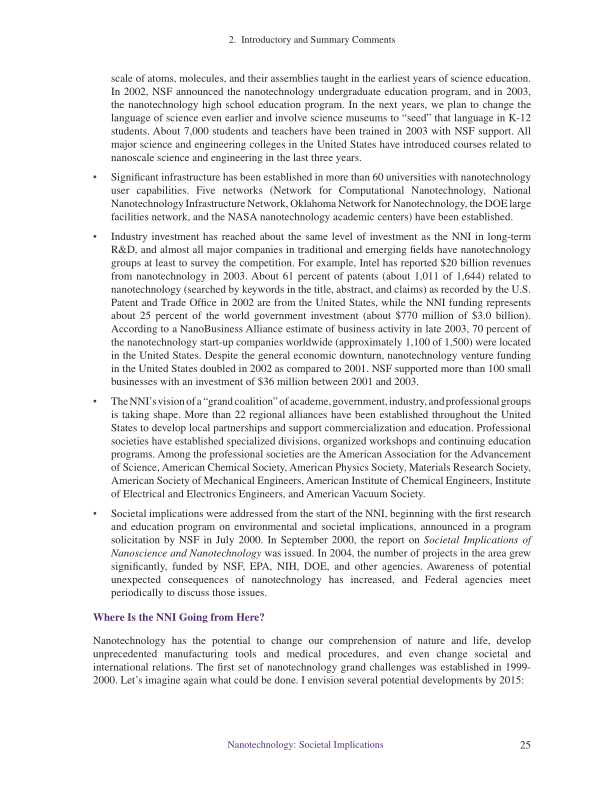 2. Introductory and Summary Comments
scale of atoms, molecules, and their assemblies taught in the earliest years of science education.
In 2002, NSF announced the nanotechnology undergraduate education program, and in 2003,
the nanotechnology high school education program. In the next years, we plan to change the
language of science even earlier and involve science museums to “seed” that language in K-12
students. About 7,000 students and teachers have been trained in 2003 with NSF support. All
major science and engineering colleges in the United States have introduced courses related to
nanoscale science and engineering in the last three years.
• Significant infrastructure has been established in more than 60 universities with nanotechnology
user capabilities. Five networks (Network for Computational Nanotechnology, National
Nanotechnology Infrastructure Network, Oklahoma Network for Nanotechnology, the DOE large
facilities network, and the NASA nanotechnology academic centers) have been established.
• Industry investment has reached about the same level of investment as the NNI in long-term
R&D, and almost all major companies in traditional and emerging fields have nanotechnology
groups at least to survey the competition. For example, Intel has reported $20 billion revenues
from nanotechnology in 2003. About 61 percent of patents (about 1,011 of 1,644) related to
nanotechnology (searched by keywords in the title, abstract, and claims) as recorded by the U.S.
Patent and Trade Office in 2002 are from the United States, while the NNI funding represents
about 25 percent of the world government investment (about $770 million of $3.0 billion).
According to a NanoBusiness Alliance estimate of business activity in late 2003, 70 percent of
the nanotechnology start-up companies worldwide (approximately 1,100 of 1,500) were located
in the United States. Despite the general economic downturn, nanotechnology venture funding
in the United States doubled in 2002 as compared to 2001. NSF supported more than 100 small
businesses with an investment of $36 million between 2001 and 2003.
• The NNI’s vision of a “grand coalition” of academe, government, industry, and professional groups
is taking shape. More than 22 regional alliances have been established throughout the United
States to develop local partnerships and support commercialization and education. Professional
societies have established specialized divisions, organized workshops and continuing education
programs. Among the professional societies are the American Association for the Advancement
of Science, American Chemical Society, American Physics Society, Materials Research Society,
American Society of Mechanical Engineers, American Institute of Chemical Engineers, Institute
of Electrical and Electronics Engineers, and American Vacuum Society.
• Societal implications were addressed from the start of the NNI, beginning with the first research
and education program on environmental and societal implications, announced in a program
solicitation by NSF in July 2000. In September 2000, the report on Societal Implications of
Nanoscience and Nanotechnology was issued. In 2004, the number of projects in the area grew
significantly, funded by NSF, EPA, NIH, DOE, and other agencies. Awareness of potential
unexpected consequences of nanotechnology has increased, and Federal agencies meet
periodically to discuss those issues.
Where Is the NNI Going from Here?
Nanotechnology has the potential to change our comprehension of nature and life, develop
unprecedented manufacturing tools and medical procedures, and even change societal and
international relations. The first set of nanotechnology grand challenges was established in 1999-
2000. Let’s imagine again what could be done. I envision several potential developments by 2015:
Nanotechnology: Societal Implications
25